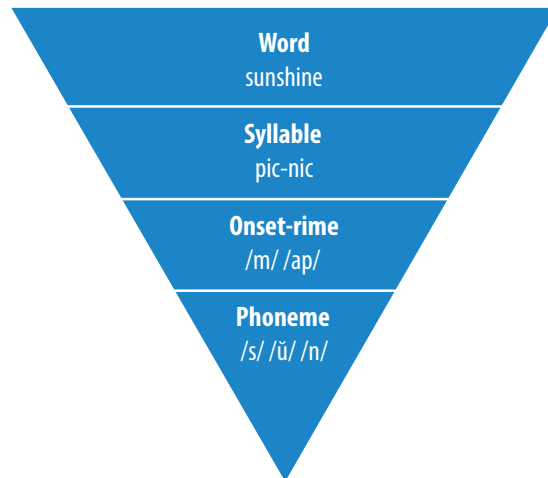 Word
sunshine
Syllable
pic-nic
Onset-rime
/m/ /ap/
Phoneme
/s/ /ŭ/ /n/